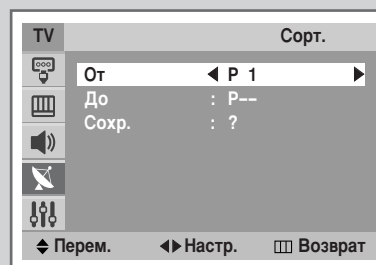 TV Сорт.
От ◀ P 1 ▶
До : P--
Сохр. : ?
Перем. Настр. Возврат